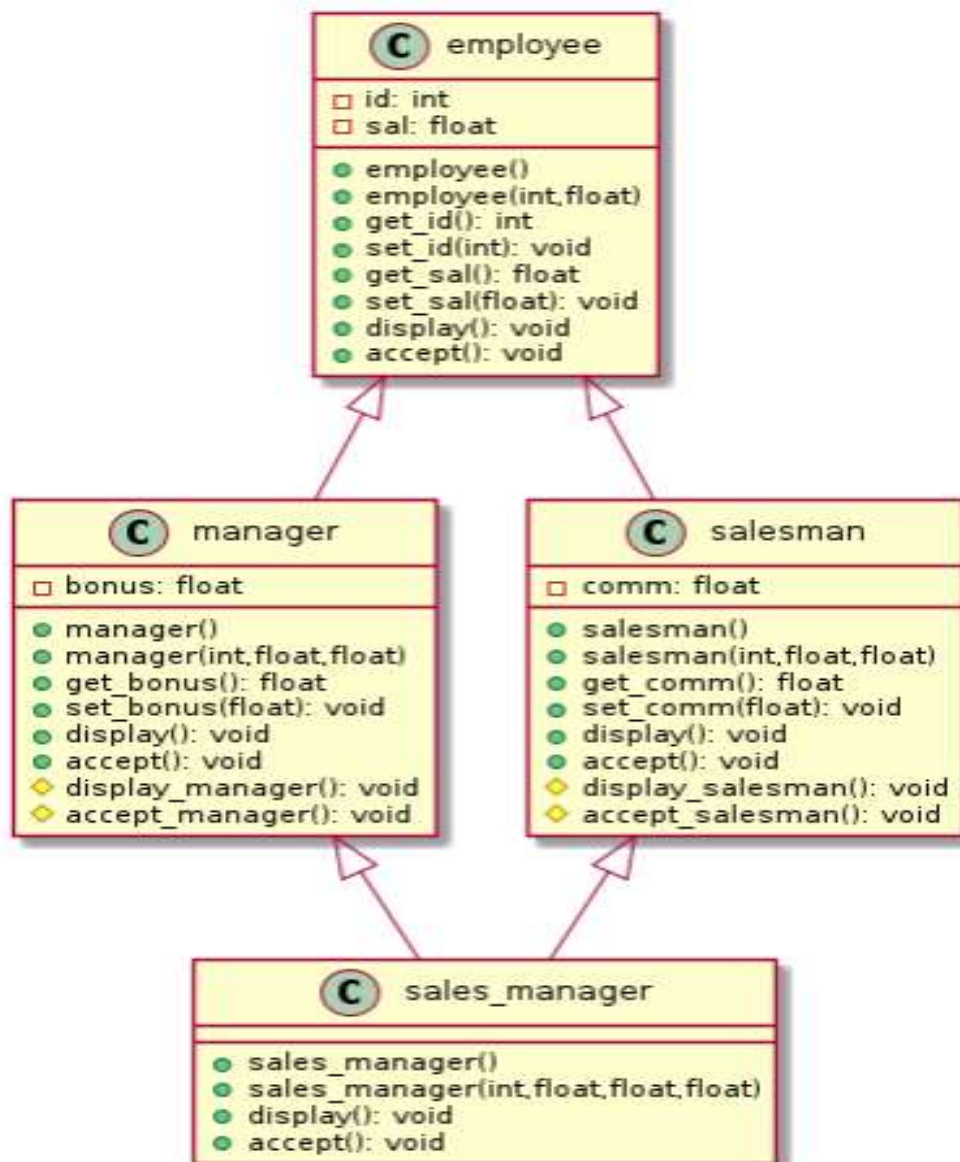 C employee
id: int
sal: float
employee()
employee(int,float)
get_id(): int
set_id(int): void
get_sal(): float
set_sal(float): void
display(): void
accept(): void
C manager
bonus: float
manager()
manager(int,float,float)
get_bonus(): float
set_bonus(float): void
display(): void
accept(): void
display_manager(): void
accept_manager(): void
C salesman
comm: float
salesman()
salesman(int,float,float)
get_comm(): float
set_comm(float): void
display(): void
accept(): void
display_salesman(): void
accept_salesman(): void
C sales_manager
sales_manager()
sales_manager(int,float,float,float)
display(): void
accept(): void